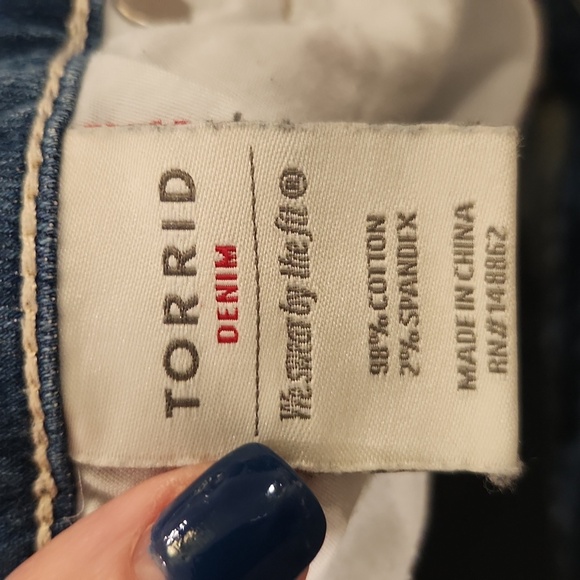 TORRID
DENIM
We swear by the fit ®
98% COTTON
2% SPANDEX
MADE IN CHINA
RN# 148862